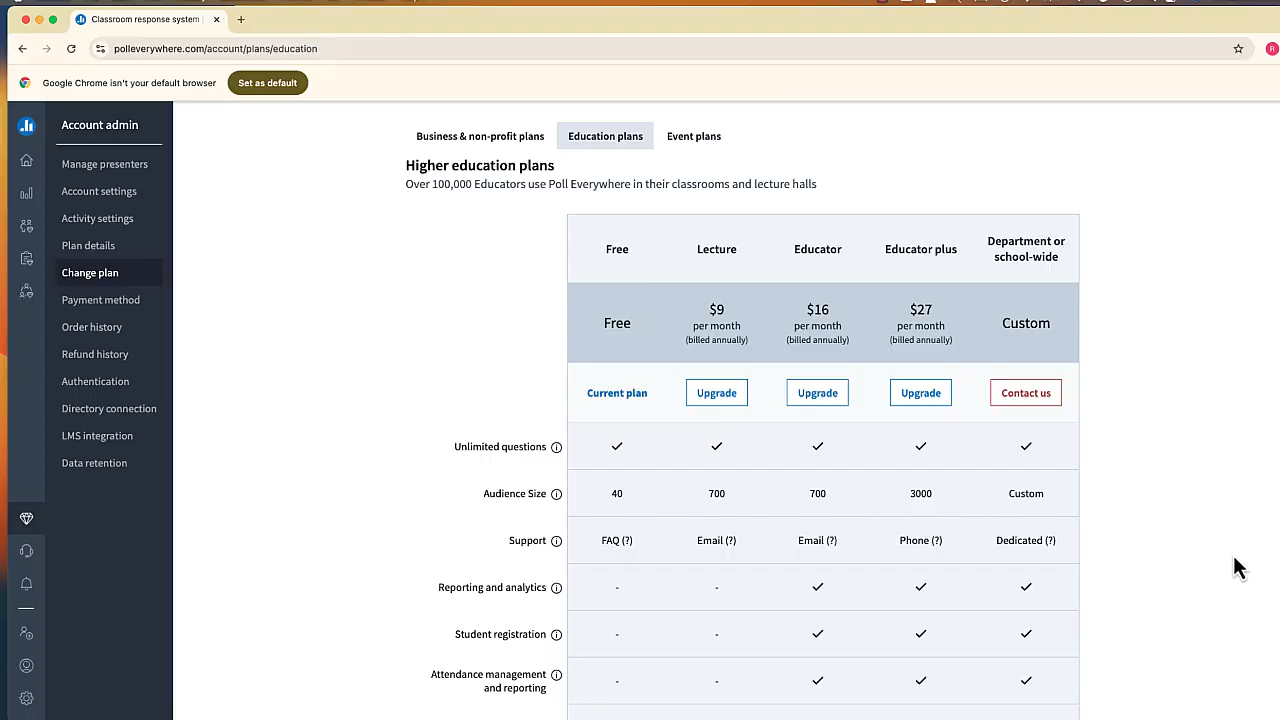 Classroom response system
polleverywhere.com/account/plans/education
R
Google Chrome isn't your default browser
Set as default
Account admin
Manage presenters
Account settings
Activity settings
Plan details
Change plan
Payment method
Order history
Refund history
Authentication
Directory connection
LMS integration
Data retention
Business & non-profit plans Education plans Event plans
Higher education plans
Over 100,000 Educators use Poll Everywhere in their classrooms and lecture halls
Free Lecture Educator Educator plus Department or school-wide
Free $9 $16 $27 Custom
per month per month per month
(billed annually) (billed annually) (billed annually)
Current plan Upgrade Upgrade Upgrade Contact us
Unlimited questions
Audience Size 40 700 700 3000 Custom
Support FAQ (?) Email (?) Email (?) Phone (?) Dedicated (?)
Reporting and analytics - -
Student registration - -
Attendance management
and reporting - -